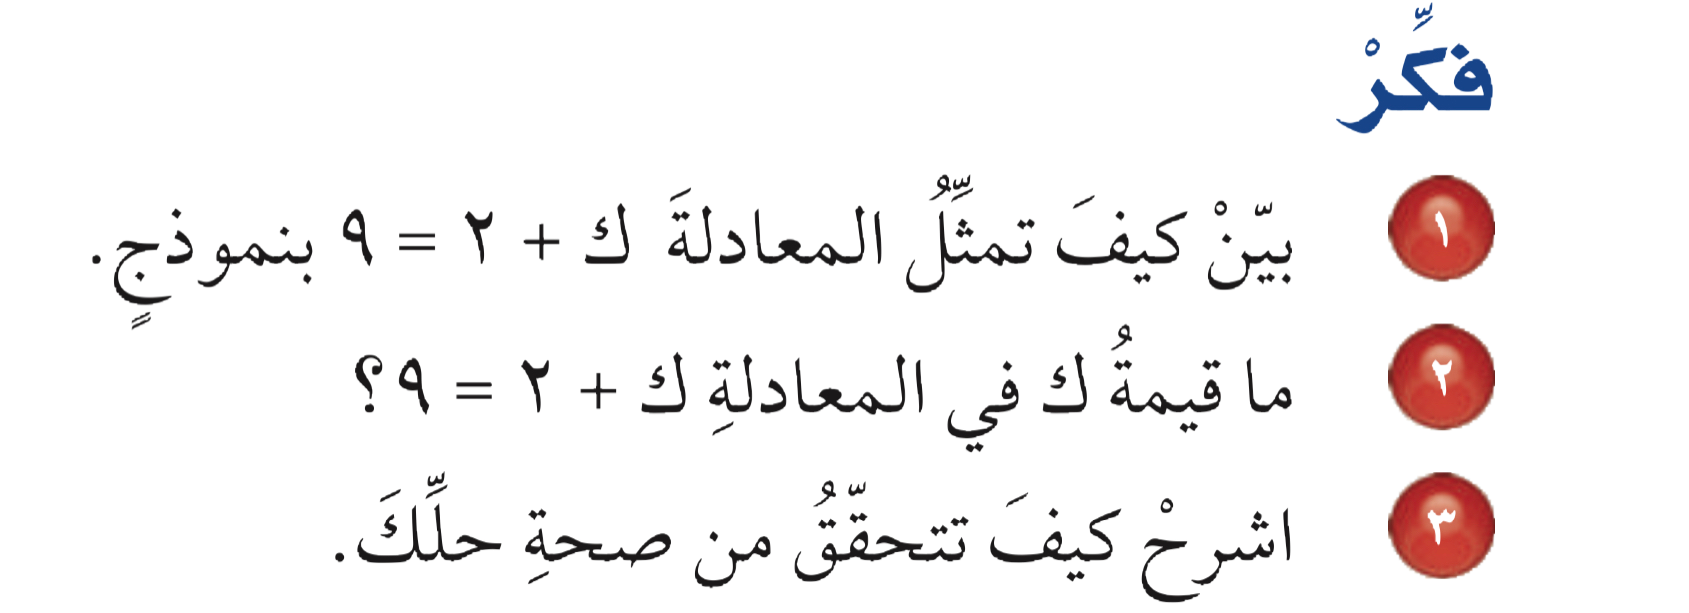 فكِّرْ
١ بيّنْ كيفَ تمثِّلُ المعادلةَ ك + ٢ = ٩ بنموذجٍ.
٢ ما قيمةُ ك في المعادلةِ ك + ٢ = ٩؟
٣ اشرحْ كيفَ تتحقّقُ من صحةِ حلِّكَ.